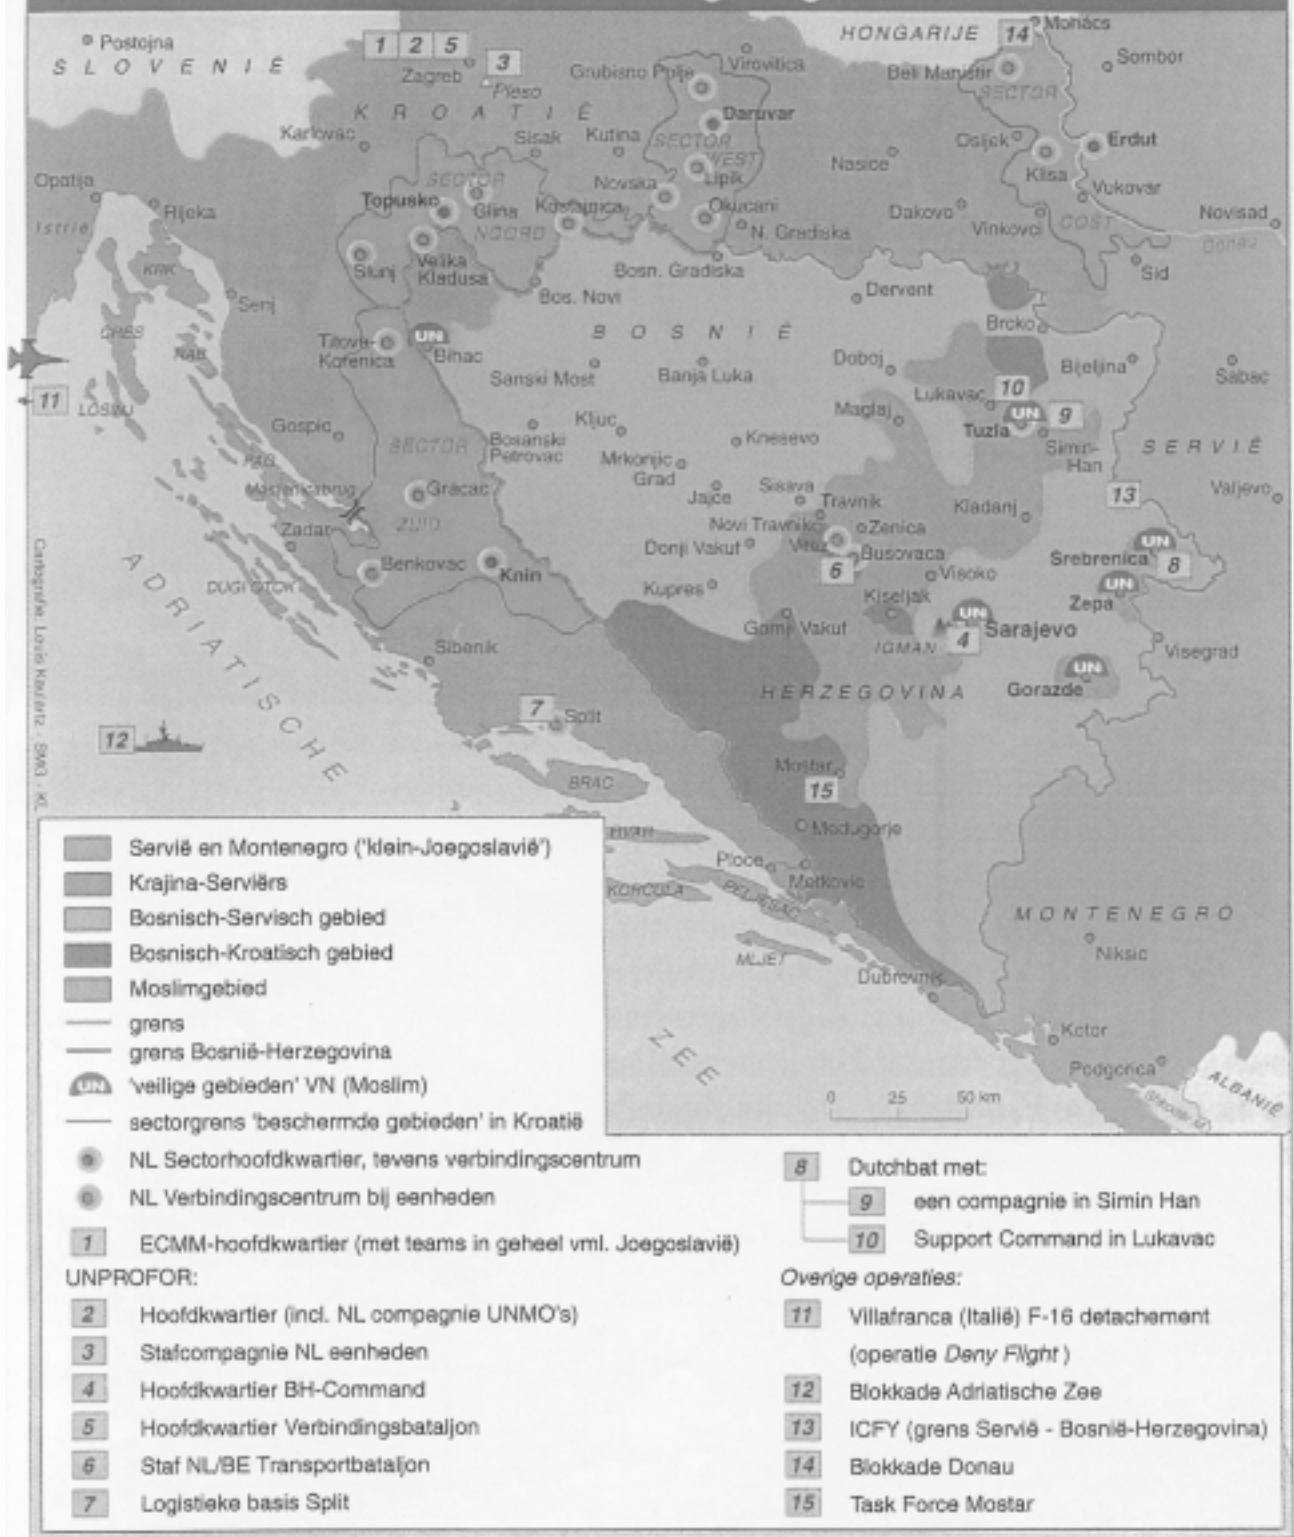 HONGARIJE
14
Mohács
Postojna
SLOVENIË
1 2 5
3
Zagreb
Pleso
Grubisno Polje
Virovitica
Beli Manistir
Sombor
SECTOR
KROATIË
Daruvar
Karlovac
Sisak
Kutina
SECTOR
WEST
Lipik
Nasice
Osijek
Erdut
Klisa
Vukovar
Opatija
Rijeka
Istrië
SECTOR
Topusko
Glina
NOORD
Kostajnica
Novska
Okucani
N. Gradiska
Dakovo
Vinkovci
OOST
Novisad
Donau
Slunj
Velika
Kladusa
Bosn. Gradiska
Sid
KRK
Senj
Bos. Novi
Dervent
BOSNIË
Brcko
CRES
RAB
Titova-
Korenica
UN
Bihac
Sanski Most
Banja Luka
Doboj
Bijeljina
Sabac
11
LOSINJ
Lukavac
10
UN
9
Tuzla
Simin-
Han
Maglaj
Gospic
Kljuc
Bosanski
Petrovac
Knesevo
SERVIË
SECTOR
ZUID
PAG
Mrkonjic
Grad
Jajce
Gracac
Maslenicabrug
Travnik
Kladanj
13
Valjevo
Zadar
Novi Travnik
Zenica
Donji Vakuf
Vitez
Busovaca
6
UN
Srebrenica
8
Benkovac
Knin
DUGI OTOK
Kupres
Visoko
UN
Zepa
Kiseljak
UN
4
Sarajevo
Gornji Vakuf
IGMAN
Visegrad
Sibenik
UN
Gorazde
HERZEGOVINA
7
Split
12
ADRIATISCHE
ZEE
BRAC
Mostar
15
HVAR
Medugorje
Ploce
Metkovic
KORCULA
PELJESAC
MONTENEGRO
Niksic
MLJET
Dubrovnik
Kotor
Podgorica
ALBANIË
0 25 50 km
Servië en Montenegro ('klein-Joegoslavië')
Krajina-Serviërs
Bosnisch-Servisch gebied
Bosnisch-Kroatisch gebied
Moslimgebied
grens
grens Bosnië-Herzegovina
UN 'veilige gebieden' VN (Moslim)
sectorgrens 'beschermde gebieden' in Kroatië
NL Sectorhoofdkwartier, tevens verbindingscentrum
NL Verbindingscentrum bij eenheden
1 ECMM-hoofdkwartier (met teams in geheel vml. Joegoslavië)
UNPROFOR:
2 Hoofdkwartier (incl. NL compagnie UNMO's)
3 Stafcompagnie NL eenheden
4 Hoofdkwartier BH-Command
5 Hoofdkwartier Verbindingsbataljon
6 Staf NL/BE Transportbataljon
7 Logistieke basis Split
8 Dutchbat met:
9 een compagnie in Simin Han
10 Support Command in Lukavac
Overige operaties:
11 Villafranca (Italië) F-16 detachement
(operatie Deny Flight)
12 Blokkade Adriatische Zee
13 ICFY (grens Servië - Bosnië-Herzegovina)
14 Blokkade Donau
15 Task Force Mostar